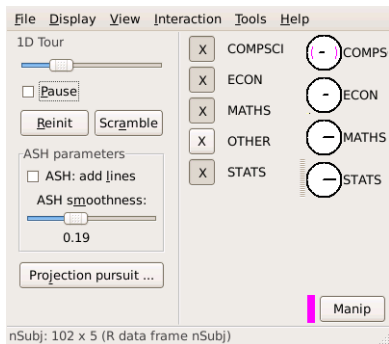 File Display View Interaction Tools Help
1D Tour
Pause
Reinit Scramble
ASH parameters
ASH: add lines
ASH smoothness:
0.19
Projection pursuit ...
X COMPSCI
X ECON
X MATHS
X OTHER
X STATS
COMPS
ECON
MATHS
STATS
Manip
nSubj: 102 x 5 (R data frame nSubj)